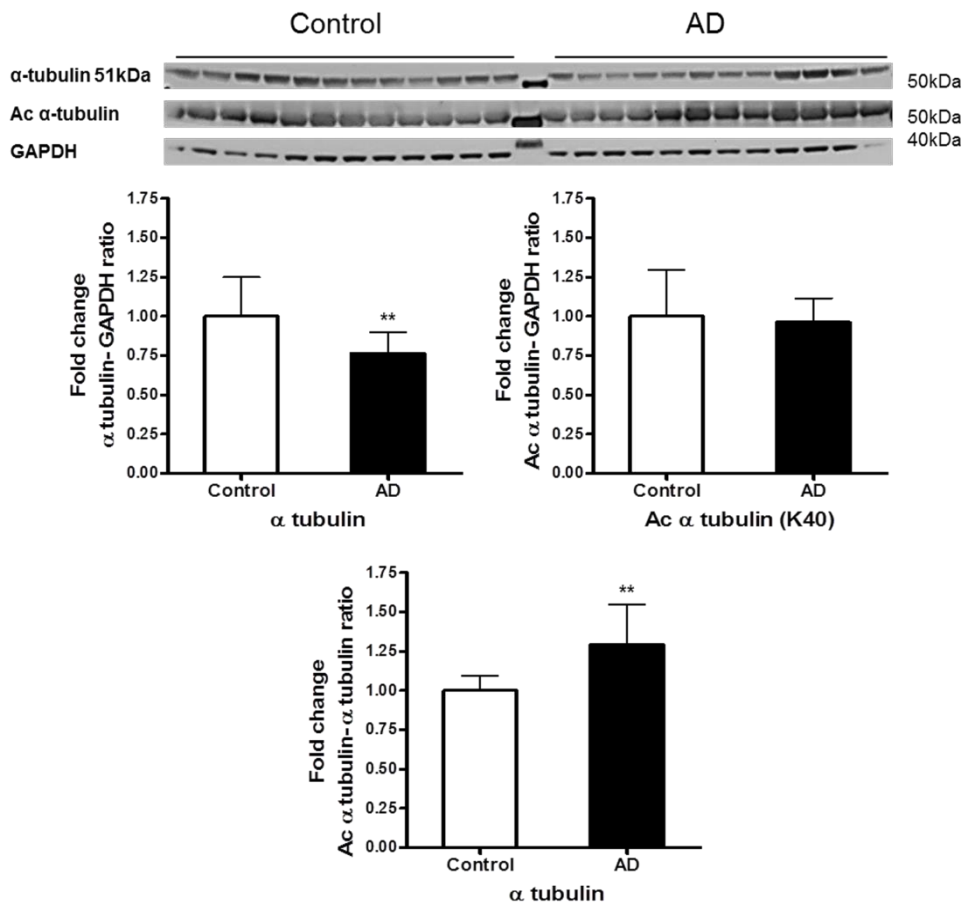 Control AD
α-tubulin 51kDa 50kDa
Ac α-tubulin 50kDa
GAPDH 40kDa
Fold change
α tubulin- GAPDH ratio
1.75
1.50
1.25
1.00
0.75
0.50
0.25
0.00
**
Control AD
α tubulin
Fold change
Ac α tubulin- GAPDH ratio
1.75
1.50
1.25
1.00
0.75
0.50
0.25
0.00
Control AD
Ac α tubulin (K40)
Fold change
Ac α tubulin-α tubulin ratio
1.75
1.50
1.25
1.00
0.75
0.50
0.25
0.00
**
Control AD
α tubulin